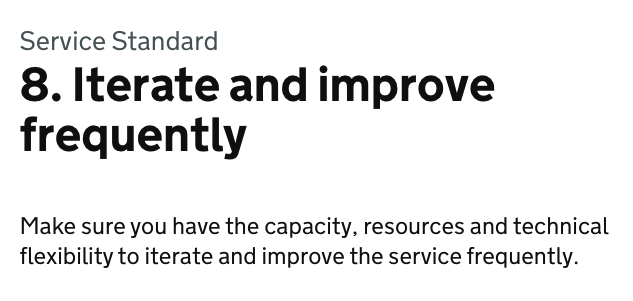 Service Standard
8. Iterate and improve
frequently
Make sure you have the capacity, resources and technical
flexibility to iterate and improve the service frequently.